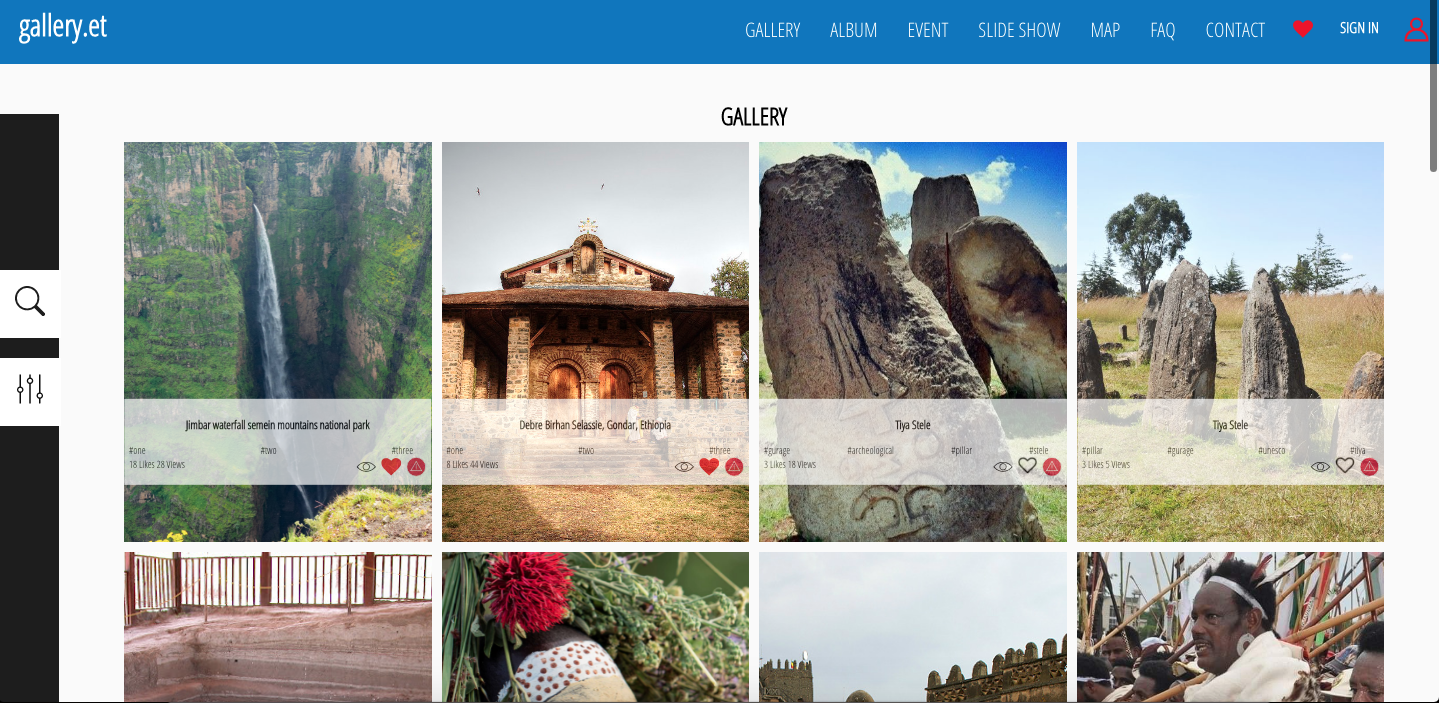 gallery.et
GALLERY ALBUM EVENT SLIDE SHOW MAP FAQ CONTACT SIGN IN
GALLERY
Jimbar waterfall semein mountains national park
#one #two #three
18 Likes 28 Views
Debre Birhan Selassie, Gondar, Ethiopia
#one #two #three
8 Likes 44 Views
Tiya Stele
#gurage #archeological #pillar #stele
3 Likes 18 Views
Tiya Stele
#pillar #gurage #unesco #tiya
3 Likes 5 Views